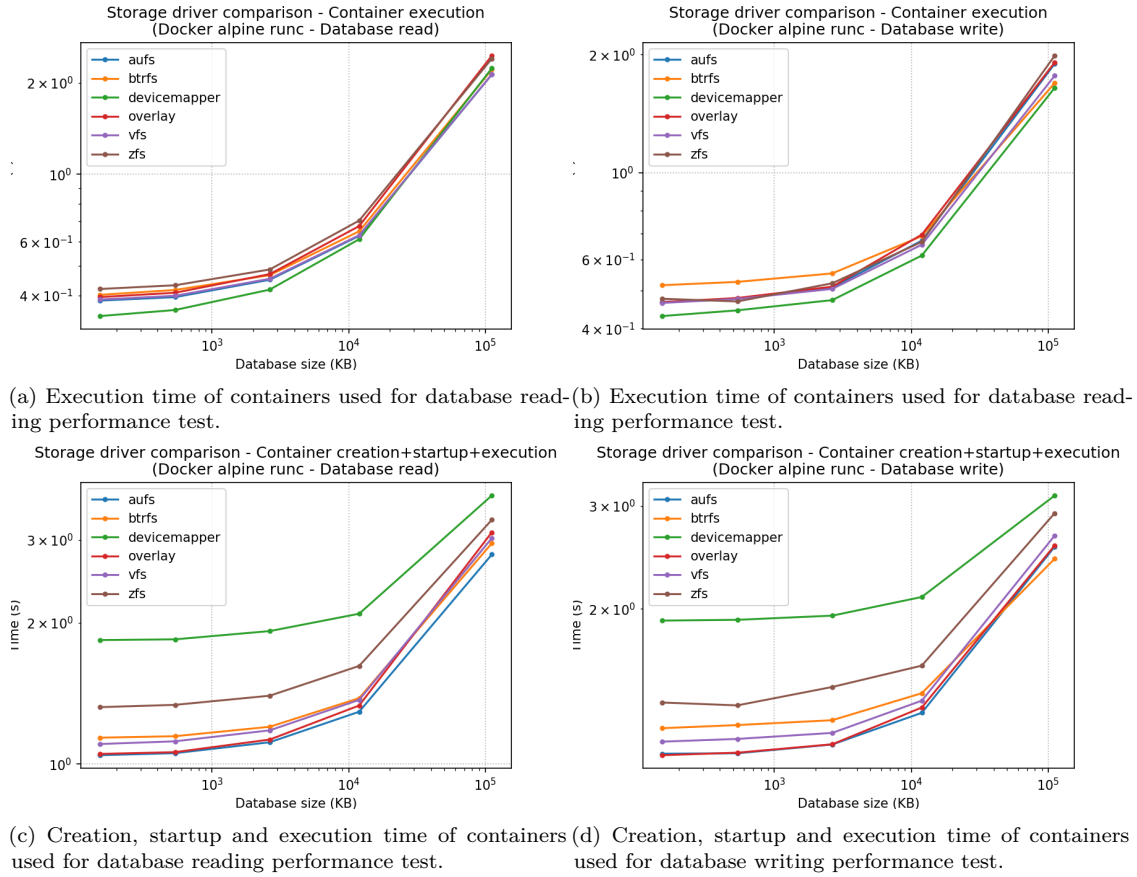 Storage driver comparison - Container execution
(Docker alpine runc - Database read)
aufs
btrfs
devicemapper
overlay
vfs
zfs
2 × 10⁰
10⁰
6 × 10⁻¹
4 × 10⁻¹
10³
10⁴
10⁵
Database size (KB)
(a) Execution time of containers used for database read-
ing performance test.
Storage driver comparison - Container execution
(Docker alpine runc - Database write)
aufs
btrfs
devicemapper
overlay
vfs
zfs
2 × 10⁰
10⁰
6 × 10⁻¹
4 × 10⁻¹
10³
10⁴
10⁵
Database size (KB)
(b) Execution time of containers used for database read-
ing performance test.
Storage driver comparison - Container creation+startup+execution
(Docker alpine runc - Database read)
aufs
btrfs
devicemapper
overlay
vfs
zfs
Time (s)
3 × 10⁰
2 × 10⁰
10⁰
10³
10⁴
10⁵
Database size (KB)
(c) Creation, startup and execution time of containers
used for database reading performance test.
Storage driver comparison - Container creation+startup+execution
(Docker alpine runc - Database write)
aufs
btrfs
devicemapper
overlay
vfs
zfs
Time (s)
3 × 10⁰
2 × 10⁰
10³
10⁴
10⁵
Database size (KB)
(d) Creation, startup and execution time of containers
used for database writing performance test.